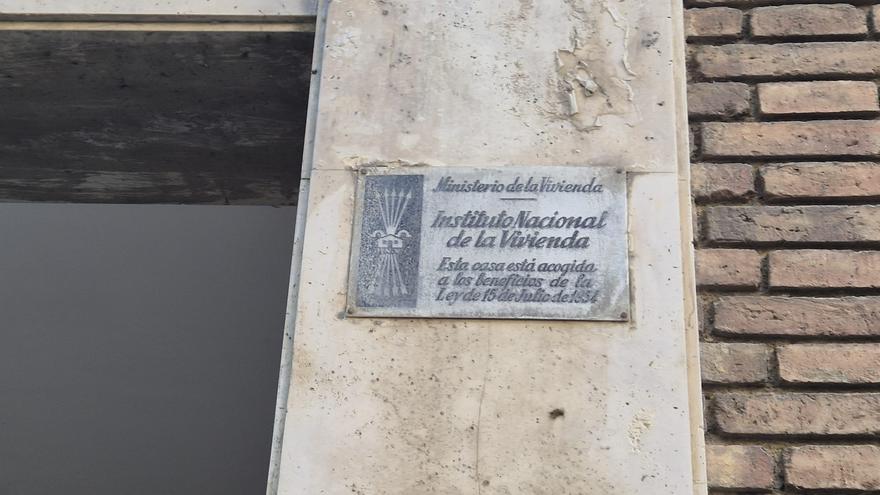 Ministerio de la Vivienda
Instituto Nacional
de la Vivienda
Esta casa está acogida
a los beneficios de la
Ley de 15 de Julio de 1954